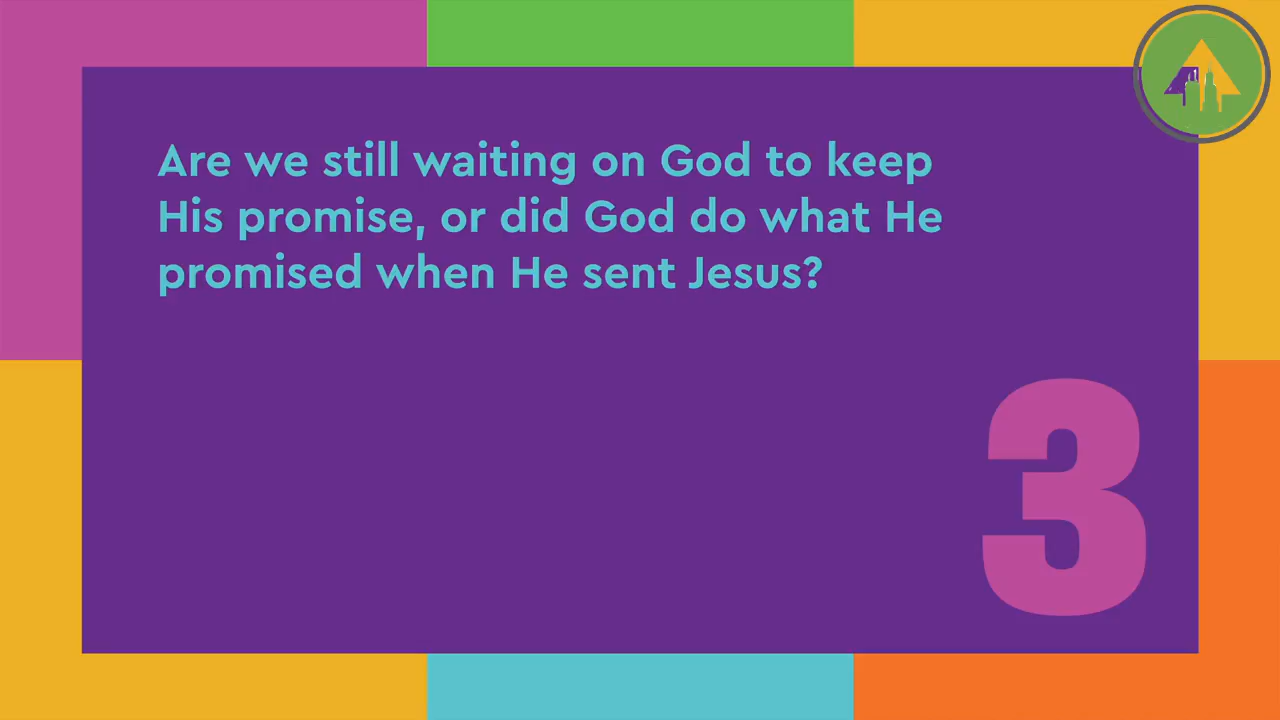 Are we still waiting on God to keep
His promise, or did God do what He
promised when He sent Jesus?
3